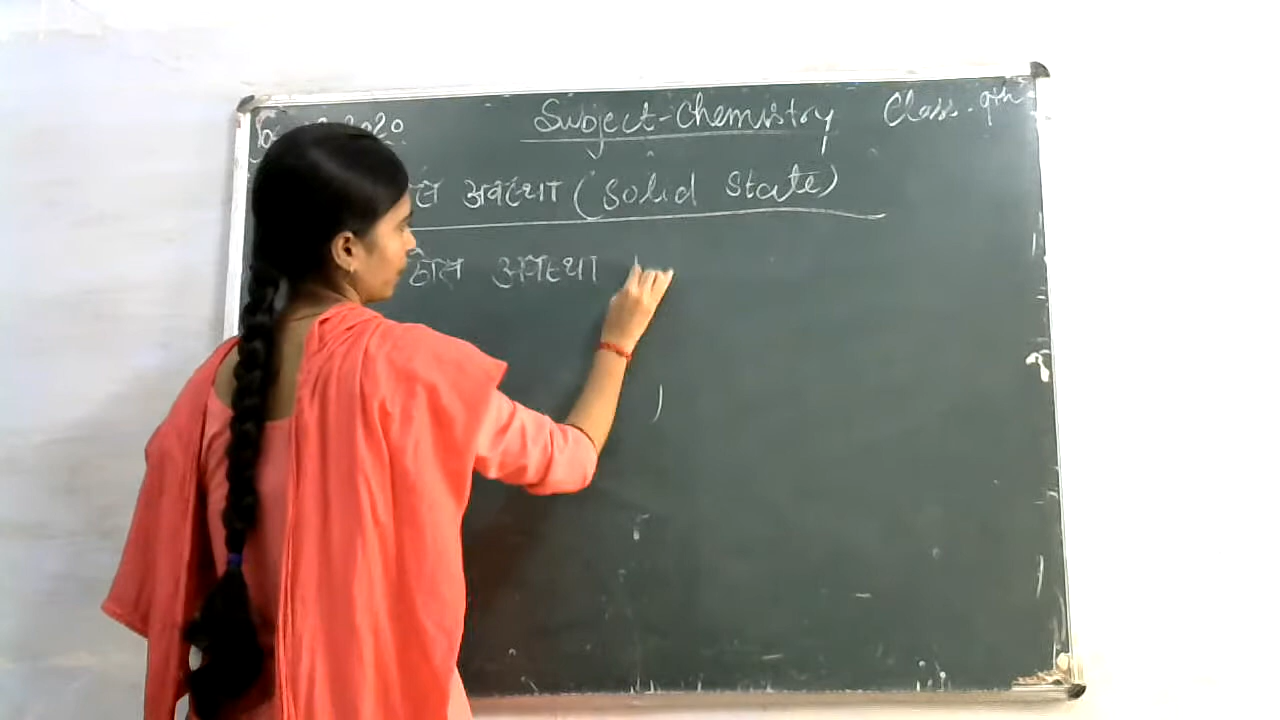 2020 Subject-Chemistry Class-9th
अवस्था (Solid State)
ठोस अवस्था